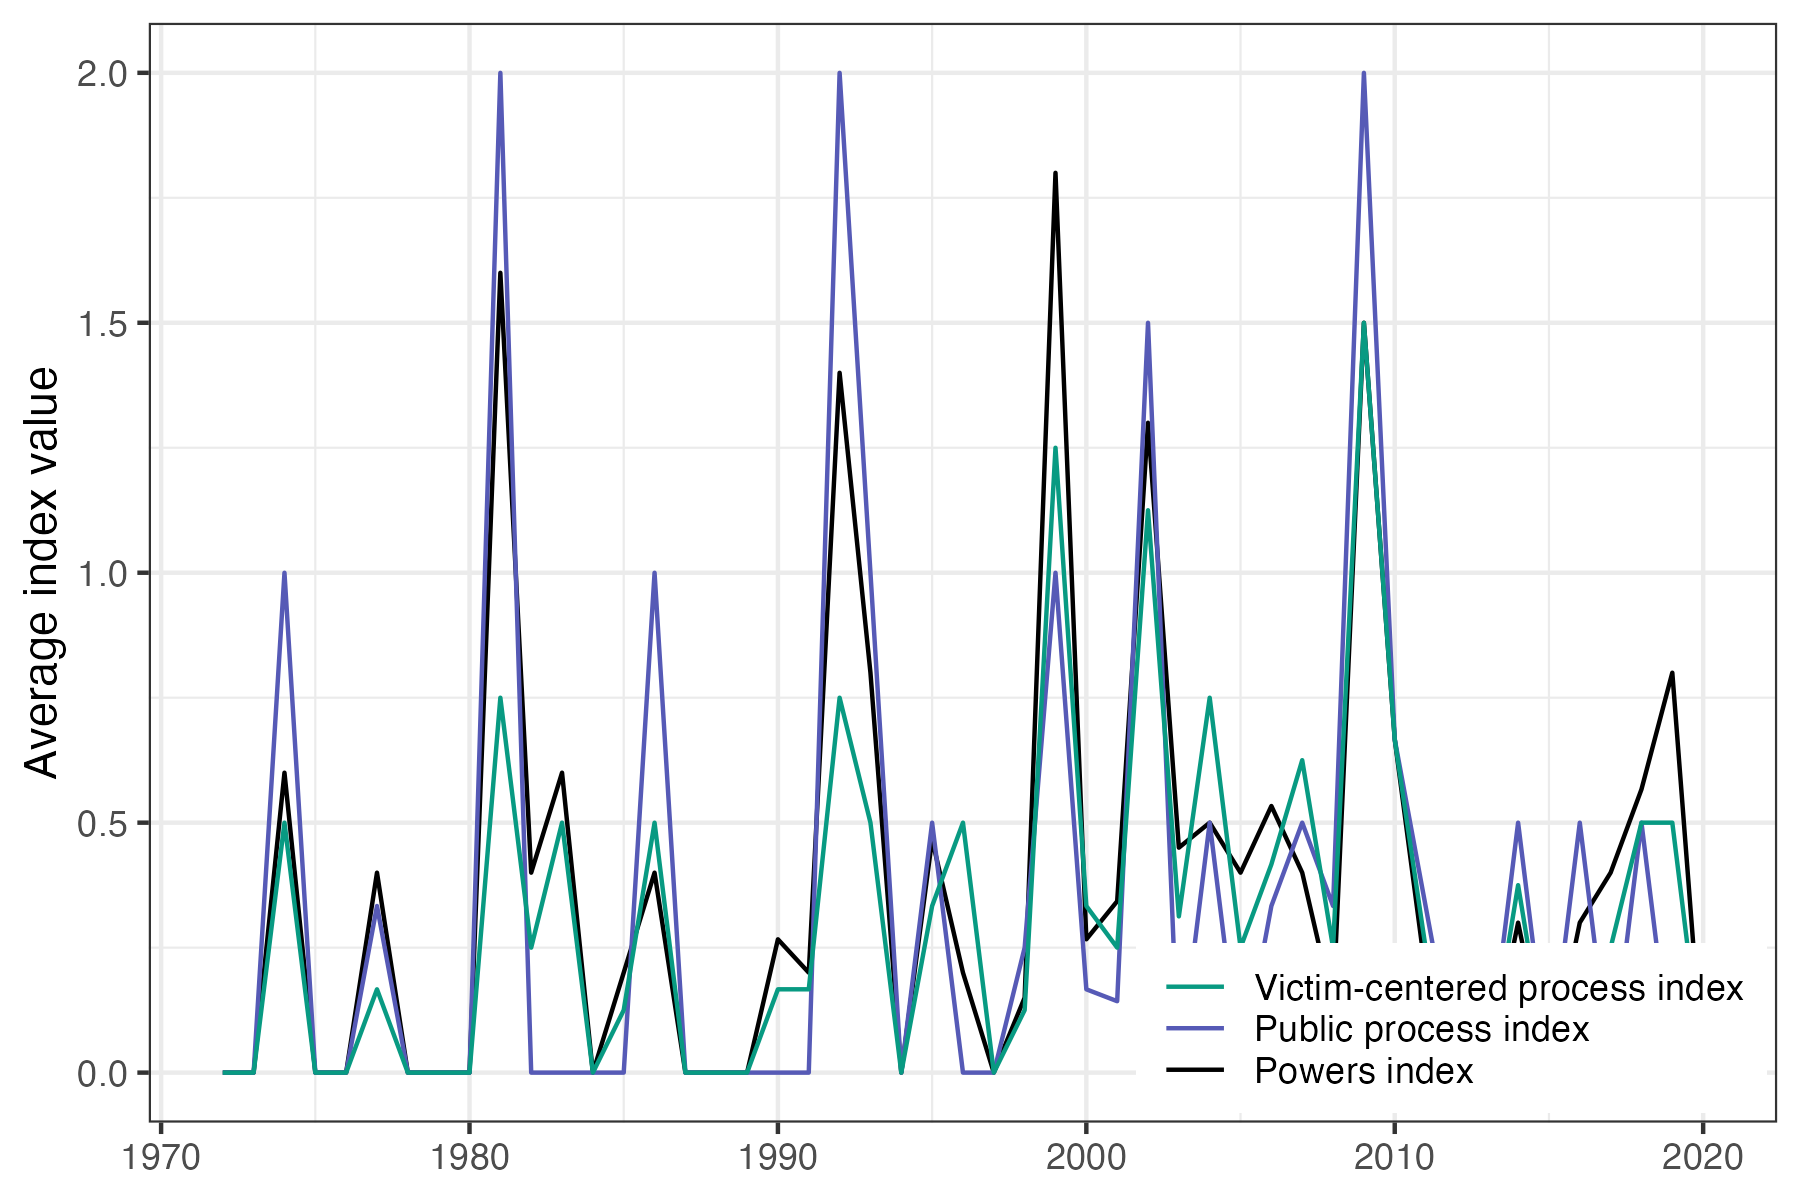 Average index value
2.0
1.5
1.0
0.5
0.0
1970 1980 1990 2000 2010 2020
Victim-centered process index
Public process index
Powers index